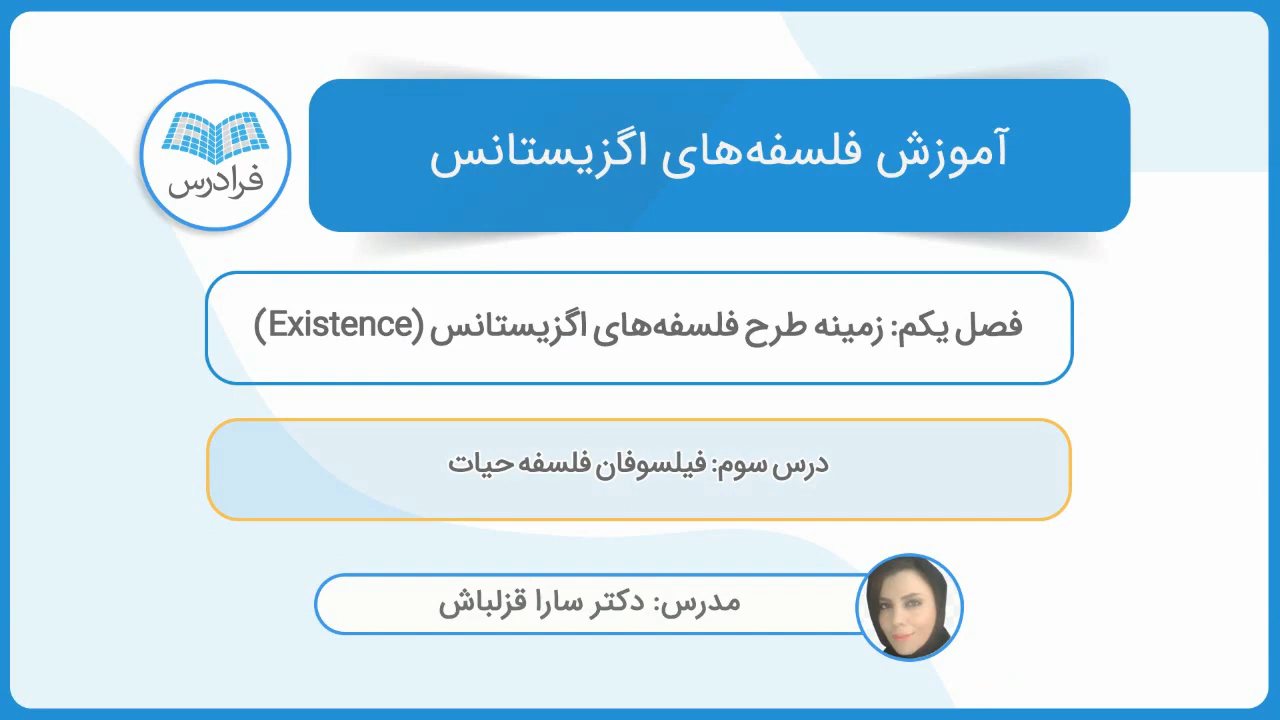 آموزش فلسفه‌های اگزیستانس
فرادرس
فصل یکم: زمینه طرح فلسفه‌های اگزیستانس (Existence)
درس سوم: فیلسوفان فلسفه حیات
مدرس: دکتر سارا قزلباش